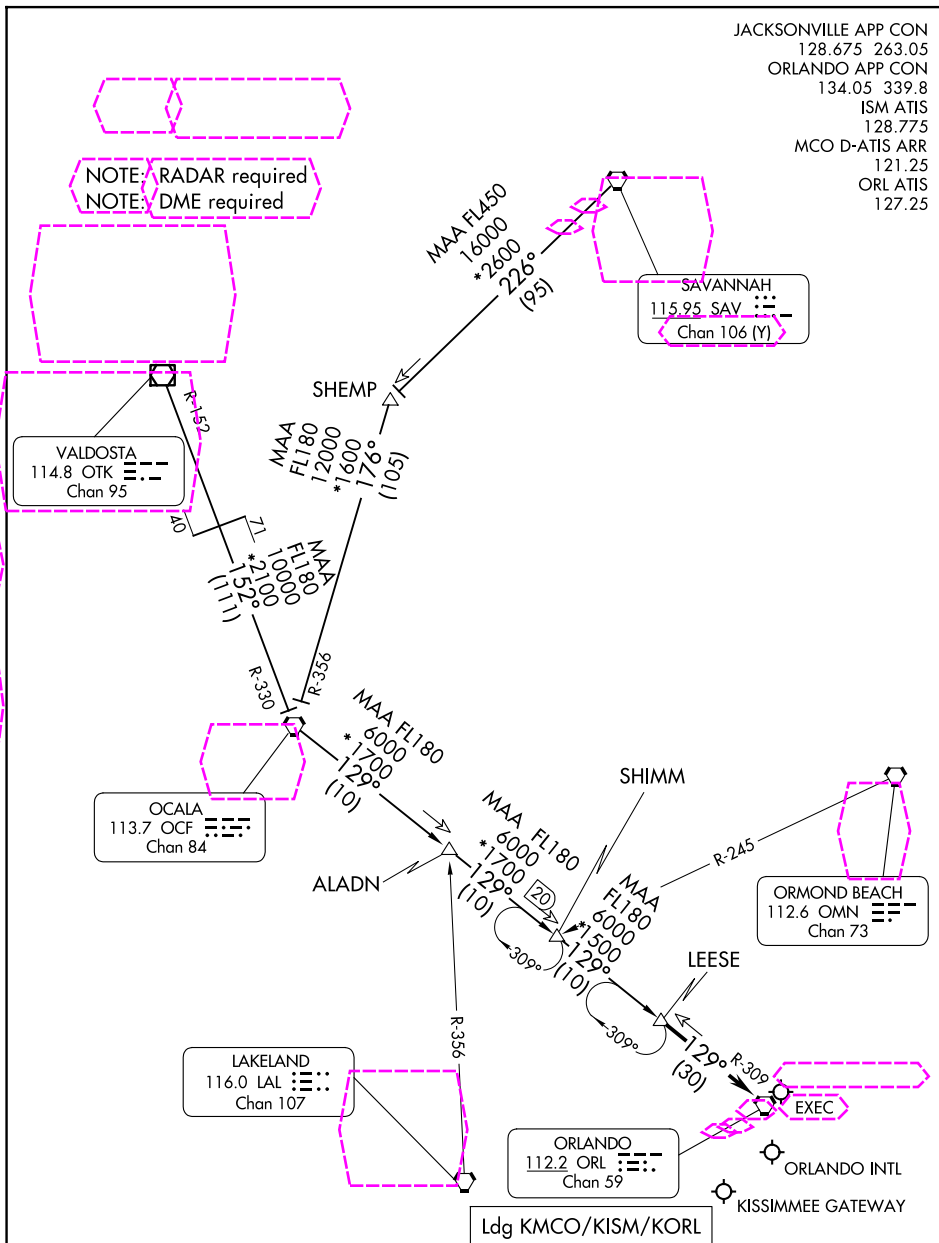 JACKSONVILLE APP CON
128.675 263.05
ORLANDO APP CON
134.05 339.8
ISM ATIS
128.775
MCO D-ATIS ARR
121.25
ORL ATIS
127.25
NOTE: RADAR required
NOTE: DME required
MAA FL450
16000
*2600
226°
(95)
SAVANNAH
115.95 SAV
Chan 106 (Y)
SHEMP
R-152
VALDOSTA
114.8 OTK
Chan 95
MAA
FL180
12000
*1600
176°
(105)
40
71
MAA
FL180
10000
*2100
152°
(111)
R-330
R-356
OCALA
113.7 OCF
Chan 84
MAA FL180
6000
*1700
129°
(10)
ALADN
MAA FL180
6000
*1700
129°
(10)
20
SHIMM
309°
R-245
ORMOND BEACH
112.6 OMN
Chan 73
MAA
FL180
6000
*1500
129°
(10)
LEESE
309°
R-356
129°
(30)
R-309
LAKELAND
116.0 LAL
Chan 107
EXEC
ORLANDO
112.2 ORL
Chan 59
ORLANDO INTL
KISSIMMEE GATEWAY
Ldg KMCO/KISM/KORL